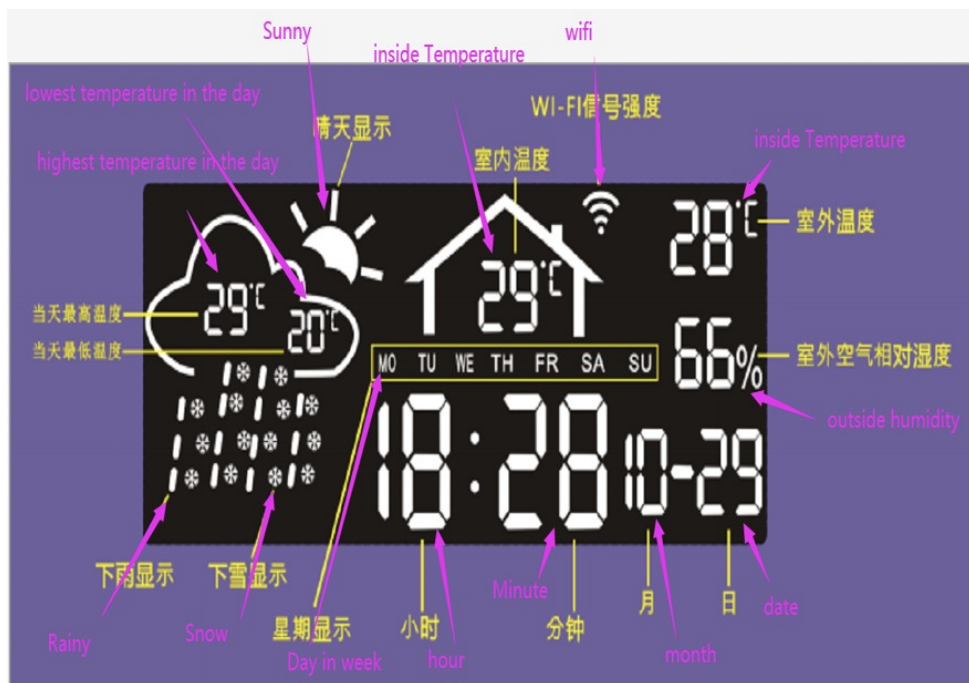 Sunny
wifi
inside Temperature
lowest temperature in the day
WI-FI信号强度
晴天显示
inside Temperature
highest temperature in the day
室内温度
28℃
室外温度
29℃
29℃
当天最高温度
20℃
当天最低温度
MO TU WE TH FR SA SU
66%
室外空气相对湿度
outside humidity
18:28
10-29
下雨显示
下雪显示
Minute
月
日
date
Rainy
Snow
星期显示
小时
分钟
Day in week
hour
month